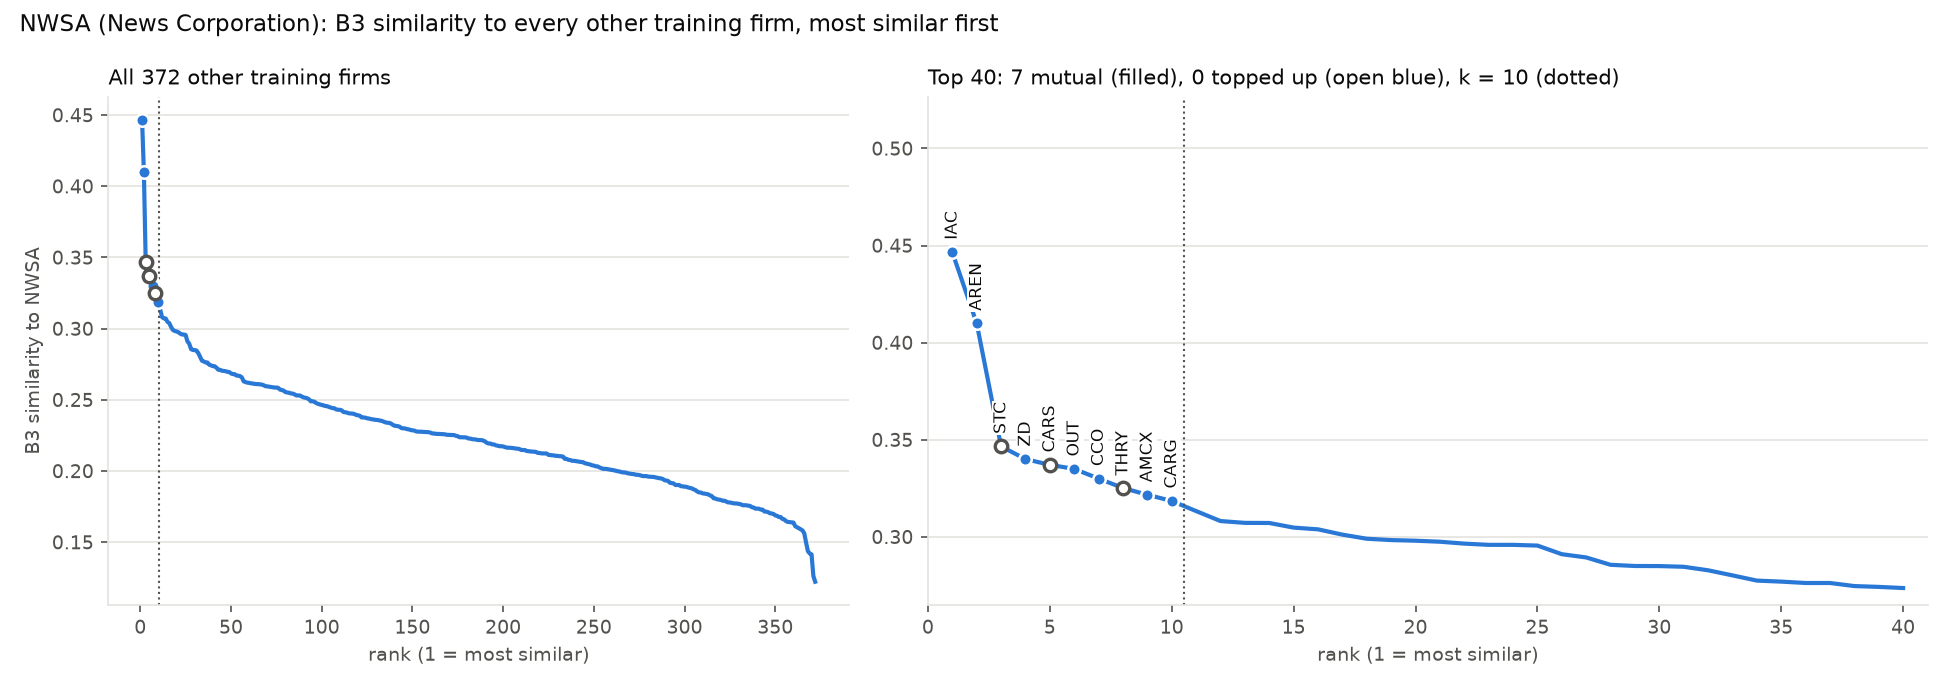 NWSA (News Corporation): B3 similarity to every other training firm, most similar first
All 372 other training firms
B3 similarity to NWSA
0.45
0.40
0.35
0.30
0.25
0.20
0.15
0
50
100
150
200
250
300
350
rank (1 = most similar)
Top 40: 7 mutual (filled), 0 topped up (open blue), k = 10 (dotted)
0.50
0.45
0.40
0.35
0.30
IAC
AREN
STC
ZD
CARS
OUT
CCO
THRY
AMCX
CARG
0
5
10
15
20
25
30
35
40
rank (1 = most similar)